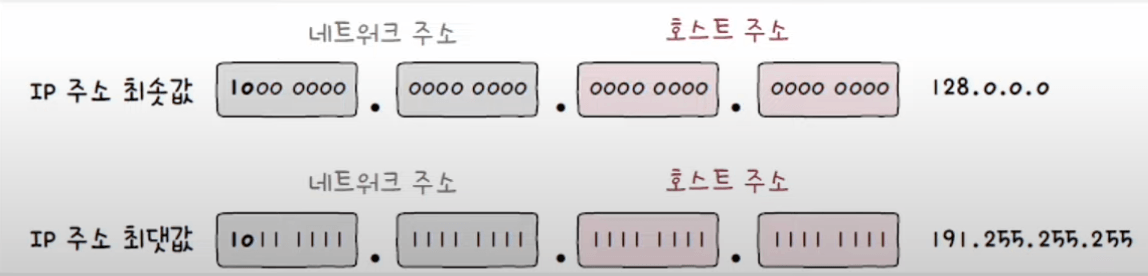 네트워크 주소 호스트 주소
IP 주소 최솟값 1000 0000 . 0000 0000 . 0000 0000 . 0000 0000 128.0.0.0
네트워크 주소 호스트 주소
IP 주소 최댓값 1011 1111 . 1111 1111 . 1111 1111 . 1111 1111 191.255.255.255